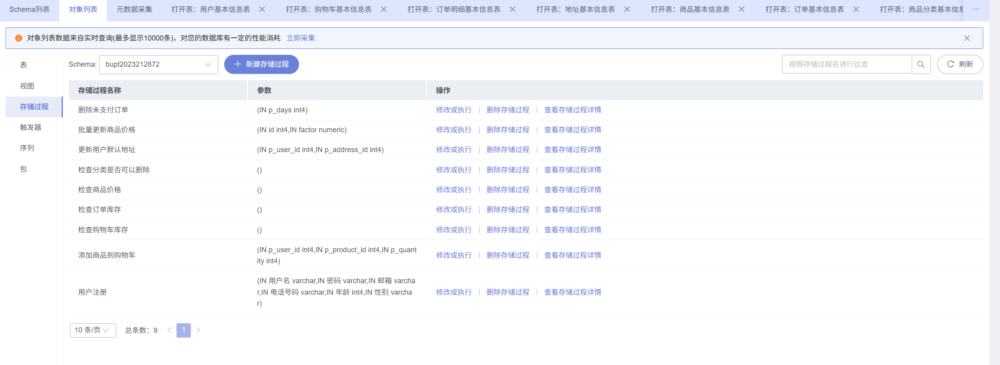 Schema列表 对象列表 元数据采集 打开表：用户基本信息表 打开表：购物车基本信息表 打开表：订单明细基本信息表 打开表：地址基本信息表 打开表：商品基本信息表 打开表：订单基本信息表 打开表：商品分类基本信息 ···
对象列表数据来自实时查询(最多显示10000条)，对您的数据库有一定的性能消耗 立即采集
表
视图
存储过程
触发器
序列
包
Schema: bupt2023212872 新建存储过程 按照存储过程名进行过滤 刷新
存储过程名称 参数 操作
删除未支付订单 (IN p_days int4) 修改或执行 | 删除存储过程 | 查看存储过程详情
批量更新商品价格 (IN id int4,IN factor numeric) 修改或执行 | 删除存储过程 | 查看存储过程详情
更新用户默认地址 (IN p_user_id int4,IN p_address_id int4) 修改或执行 | 删除存储过程 | 查看存储过程详情
检查分类是否可以删除 () 修改或执行 | 删除存储过程 | 查看存储过程详情
检查商品价格 () 修改或执行 | 删除存储过程 | 查看存储过程详情
检查订单库存 () 修改或执行 | 删除存储过程 | 查看存储过程详情
检查购物车库存 () 修改或执行 | 删除存储过程 | 查看存储过程详情
添加商品到购物车 (IN p_user_id int4,IN p_product_id int4,IN p_quant
ity int4) 修改或执行 | 删除存储过程 | 查看存储过程详情
(IN 用户名 varchar,IN 密码 varchar,IN 邮箱 varcha
用户注册 r,IN 电话号码 varchar,IN 年龄 int4,IN 性别 varcha 修改或执行 | 删除存储过程 | 查看存储过程详情
r)
10 条/页 总条数：9 < 1 >